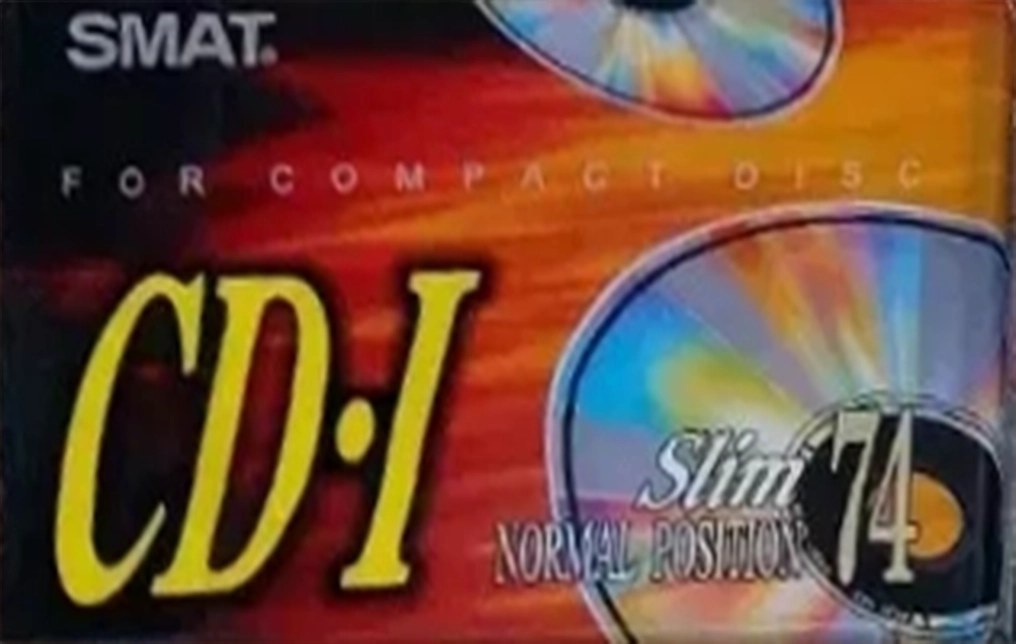 SMAT
FOR COMPACT DISC
CD·I
Slim 74
NORMAL POSITION